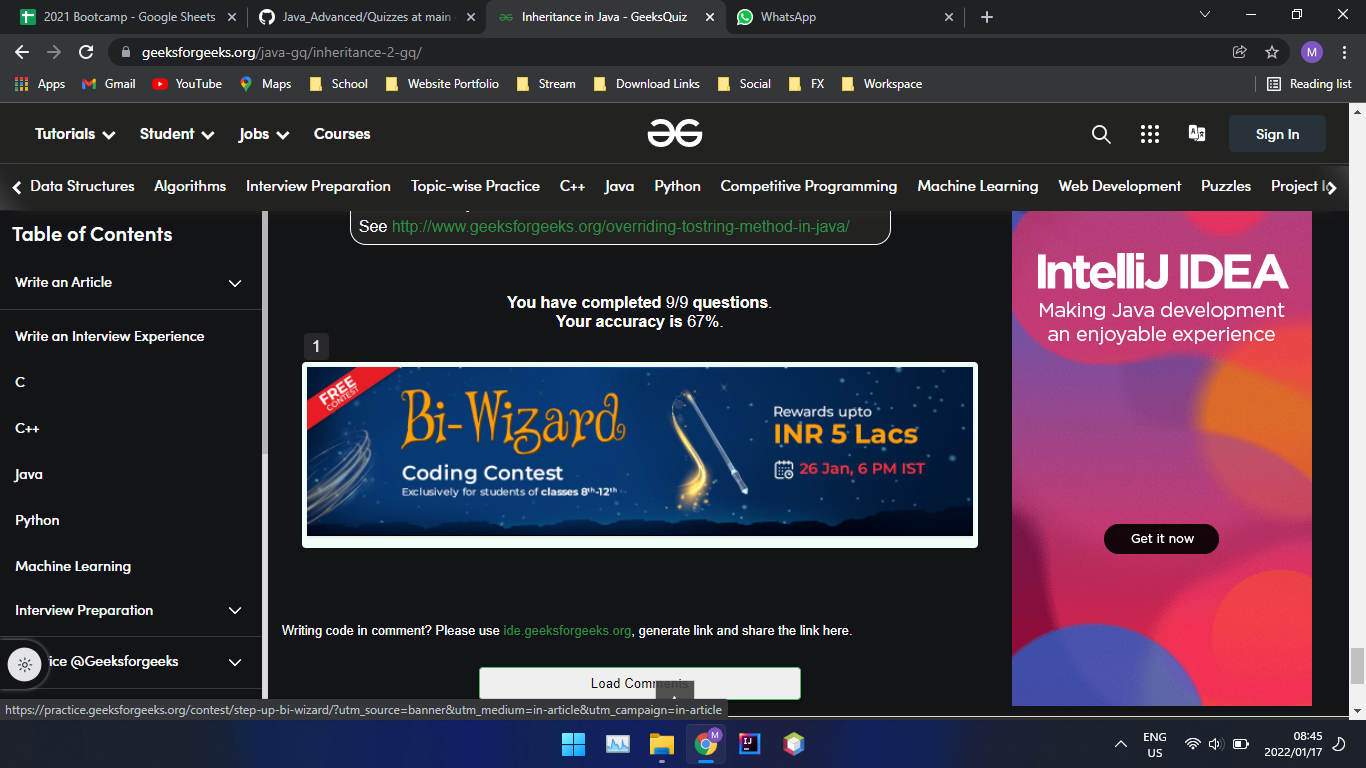 2021 Bootcamp - Google Sheets
Java_Advanced/Quizzes at main
Inheritance in Java - GeeksQuiz
WhatsApp
geeksforgeeks.org/java-gq/inheritance-2-gq/
M
Apps
Gmail
YouTube
Maps
School
Website Portfolio
Stream
Download Links
Social
FX
Workspace
Reading list
Tutorials
Student
Jobs
Courses
Sign In
Data Structures
Algorithms
Interview Preparation
Topic-wise Practice
C++
Java
Python
Competitive Programming
Machine Learning
Web Development
Puzzles
Project
Table of Contents
Write an Article
Write an Interview Experience
C
C++
Java
Python
Machine Learning
Interview Preparation
ice @Geeksforgeeks
See http://www.geeksforgeeks.org/overriding-tostring-method-in-java/
You have completed 9/9 questions.
Your accuracy is 67%.
1
FREE
CONTEST
Bi-Wizard
Coding Contest
Exclusively for students of classes 8th-12th
Rewards upto
INR 5 Lacs
26 Jan, 6 PM IST
Writing code in comment? Please use ide.geeksforgeeks.org, generate link and share the link here.
Load Comments
IntelliJ IDEA
Making Java development
an enjoyable experience
Get it now
https://practice.geeksforgeeks.org/contest/step-up-bi-wizard/?utm_source=banner&utm_medium=in-article&utm_campaign=in-article
M
IJ
ENG
US
08:45
2022/01/17